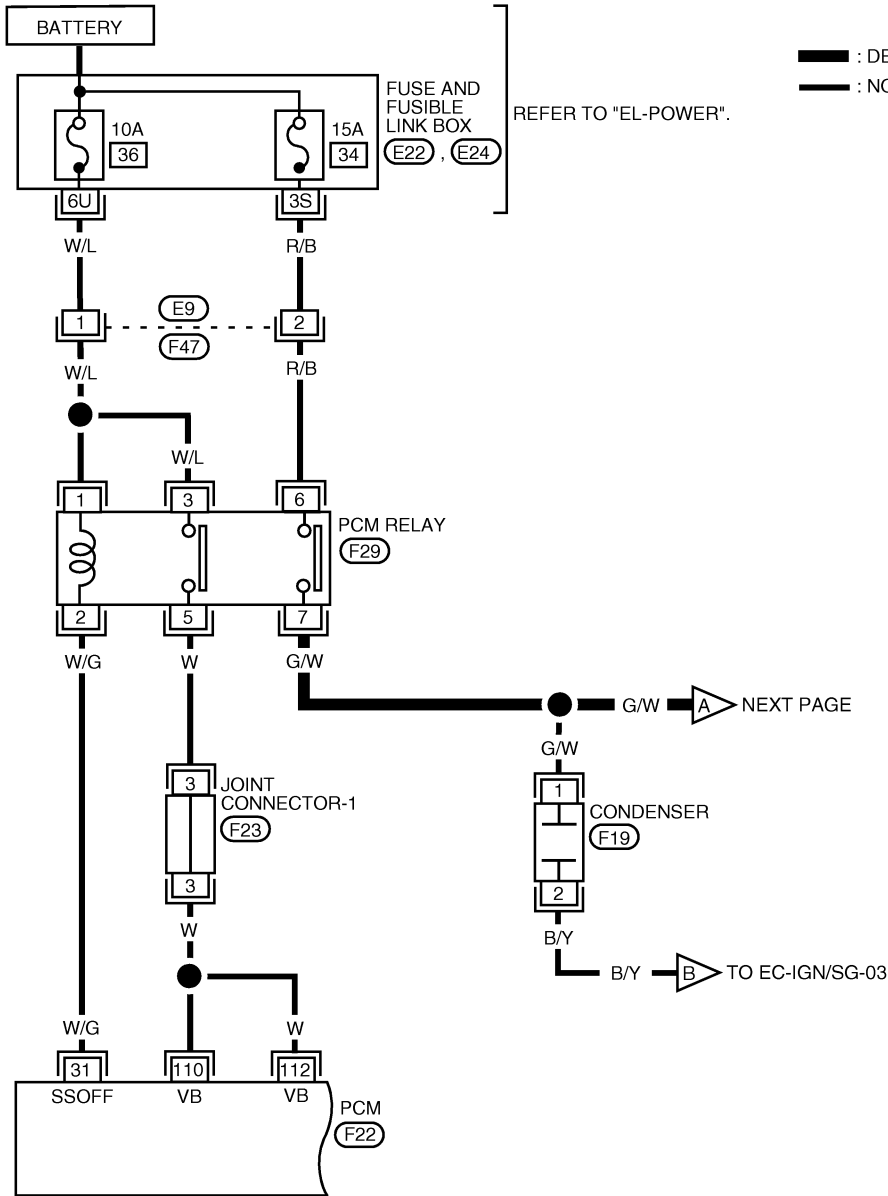 BATTERY
: DE
: NO
FUSE AND
FUSIBLE
LINK BOX
E22 , E24
REFER TO "EL-POWER".
10A
36
15A
34
6U
3S
W/L
R/B
1
E9
2
F47
W/L
R/B
W/L
1
3
6
PCM RELAY
F29
2
5
7
W/G
W
G/W
G/W
A
NEXT PAGE
G/W
3
JOINT
CONNECTOR-1
F23
1
CONDENSER
F19
3
2
W
B/Y
B/Y
B
TO EC-IGN/SG-03
W/G
W
31
110
112
SSOFF
VB
VB
PCM
F22